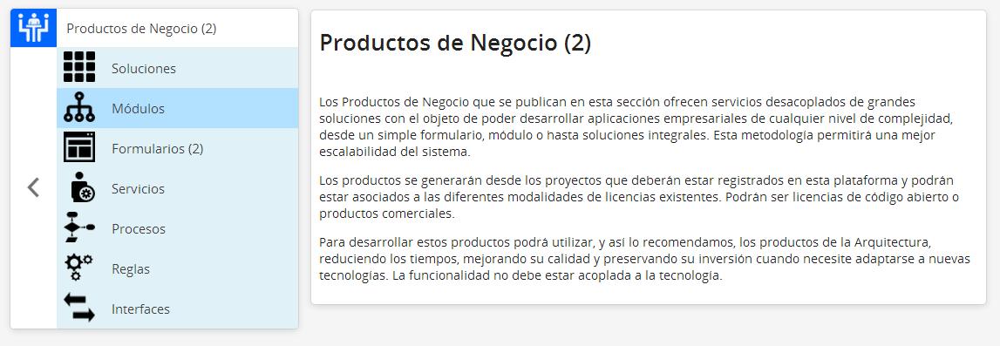 Productos de Negocio (2)
Soluciones
Módulos
Formularios (2)
Servicios
Procesos
Reglas
Interfaces
Productos de Negocio (2)
Los Productos de Negocio que se publican en esta sección ofrecen servicios desacoplados de grandes
soluciones con el objeto de poder desarrollar aplicaciones empresariales de cualquier nivel de complejidad,
desde un simple formulario, módulo o hasta soluciones integrales. Esta metodología permitirá una mejor
escalabilidad del sistema.
Los productos se generarán desde los proyectos que deberán estar registrados en esta plataforma y podrán
estar asociados a las diferentes modalidades de licencias existentes. Podrán ser licencias de código abierto o
productos comerciales.
Para desarrollar estos productos podrá utilizar, y así lo recomendamos, los productos de la Arquitectura,
reduciendo los tiempos, mejorando su calidad y preservando su inversión cuando necesite adaptarse a nuevas
tecnologías. La funcionalidad no debe estar acoplada a la tecnología.